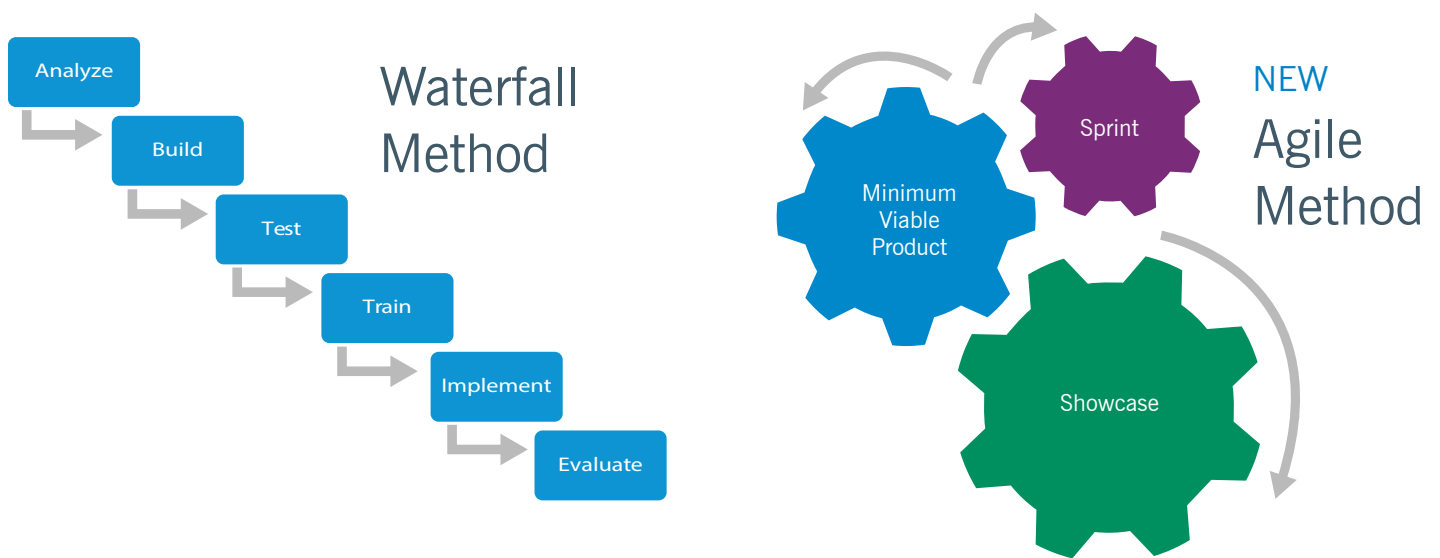 Analyze
Build
Test
Train
Implement
Evaluate
Waterfall
Method
Minimum
Viable
Product
Sprint
Showcase
NEW
Agile
Method